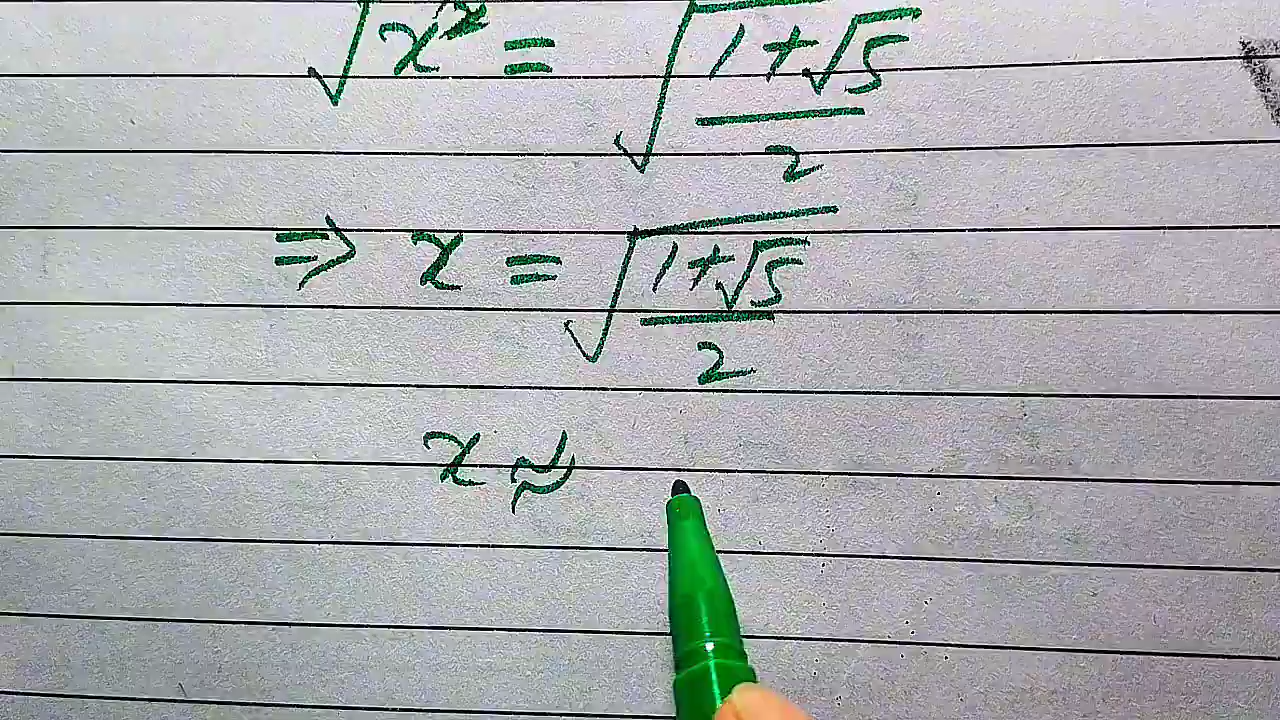 √x² = √(1+√5)/2
⇒ x = √(1+√5)/2
x ≈